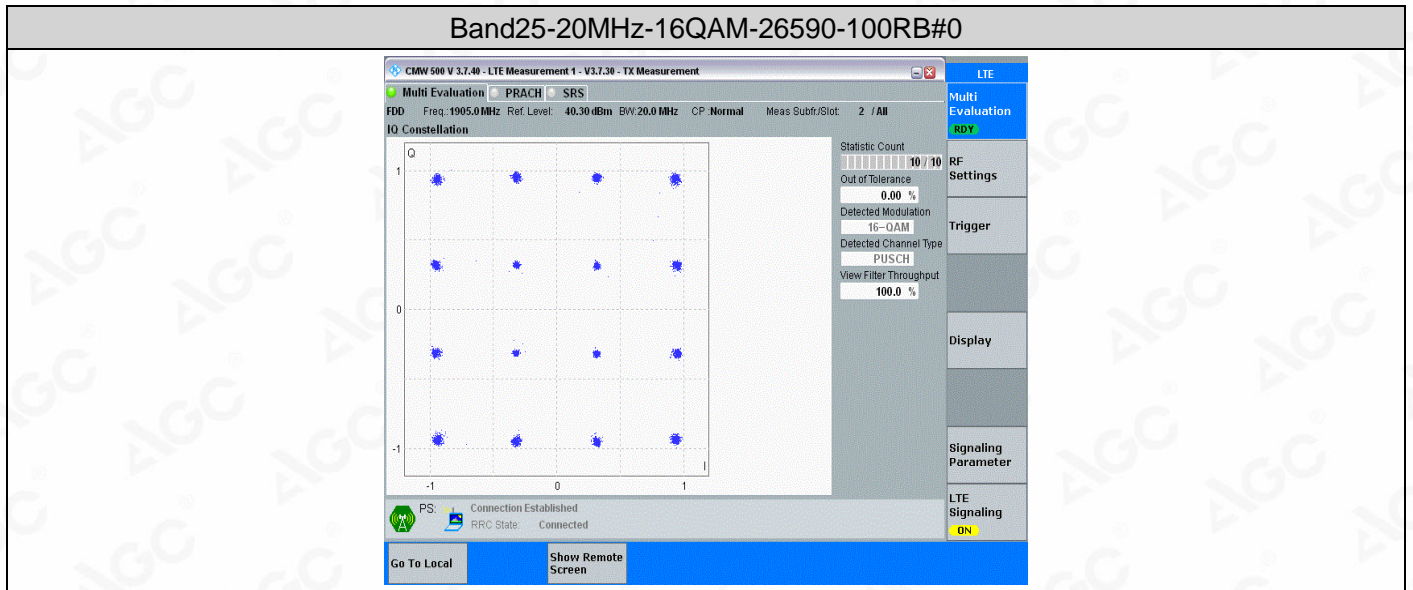 Band25-20MHz-16QAM-26590-100RB#0
CMW 500 V 3.7.40 - LTE Measurement 1 - V3.7.30 - TX Measurement
LTE
Multi Evaluation PRACH SRS
Multi
Evaluation
RDY
FDD Freq.:1905.0 MHz Ref. Level: 40.30 dBm BW:20.0 MHz CP :Normal Meas Subfr./Slot: 2 / All
IQ Constellation
Q
1
0
-1
I
-1 0 1
Statistic Count
10 / 10
Out of Tolerance
0.00 %
Detected Modulation
16-QAM
Detected Channel Type
PUSCH
View Filter Throughput
100.0 %
RF
Settings
Trigger
Display
Signaling
Parameter
LTE
Signaling
ON
PS: Connection Established
RRC State: Connected
Go To Local
Show Remote
Screen
AGC